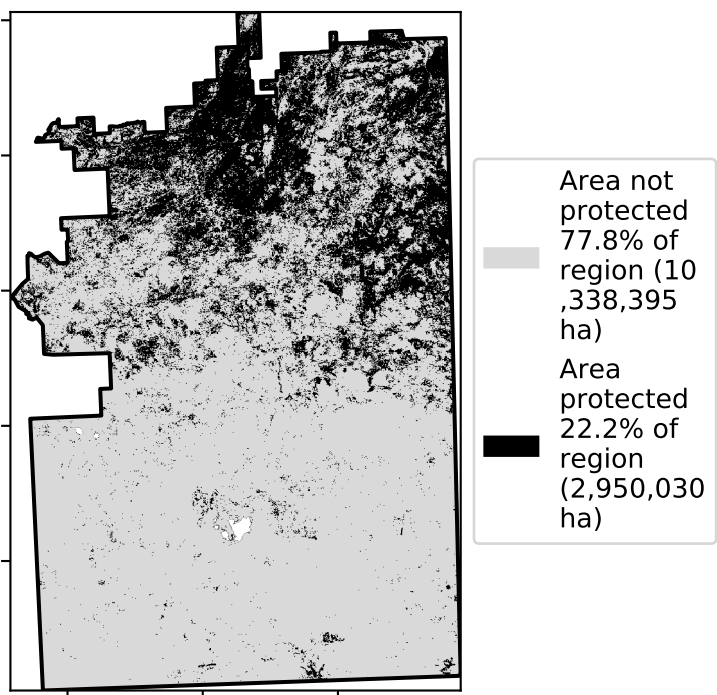 Area not
protected
77.8% of
region (10
,338,395
ha)
Area
protected
22.2% of
region
(2,950,030
ha)